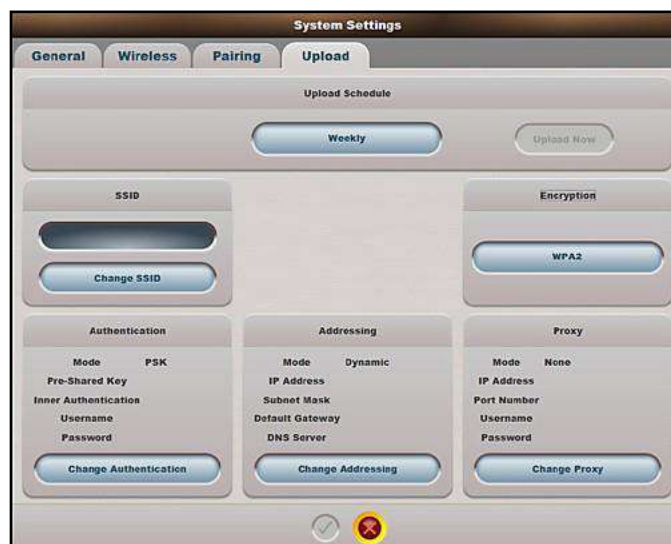 System Settings
General Wireless Pairing Upload
Upload Schedule
Weekly Upload Now
SSID
Change SSID
Encryption
WPA2
Authentication
Mode PSK
Pre-Shared Key
Inner Authentication
Username
Password
Change Authentication
Addressing
Mode Dynamic
IP Address
Subnet Mask
Default Gateway
DNS Server
Change Addressing
Proxy
Mode None
IP Address
Port Number
Username
Password
Change Proxy